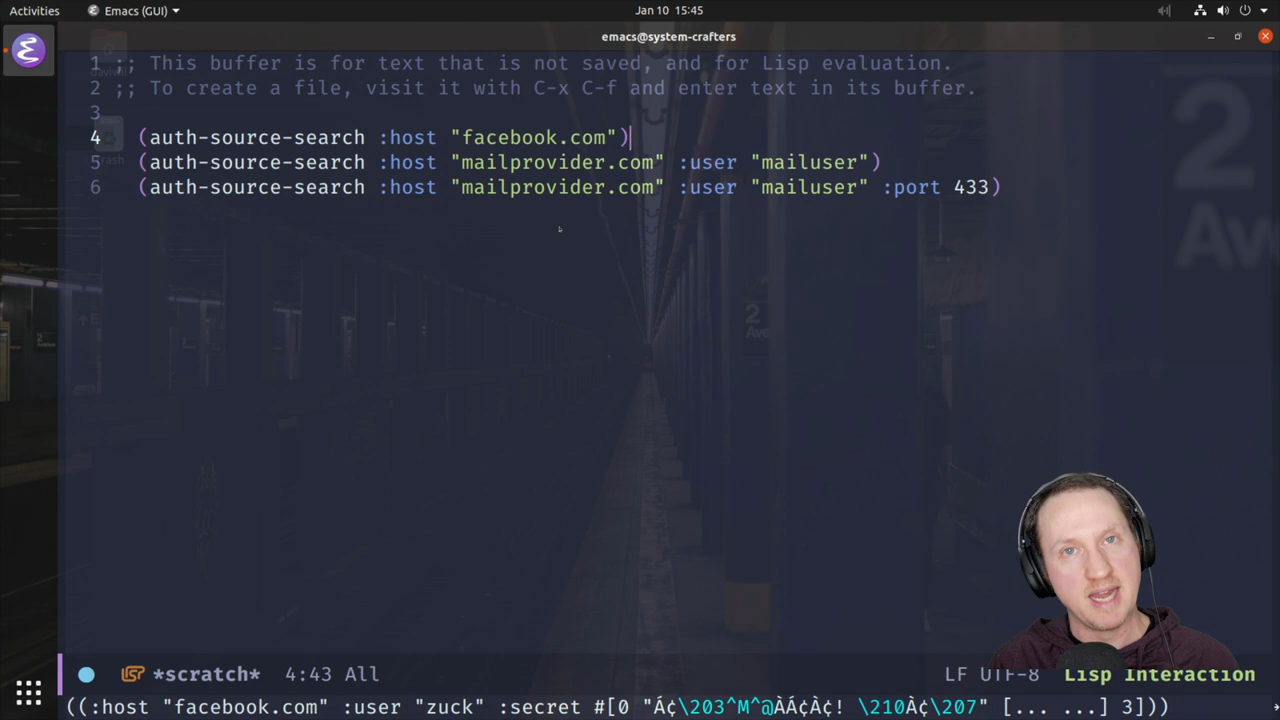 Activities
Emacs (GUI)
Jan 10 15:45
emacs@system-crafters
1 ;; This buffer is for text that is not saved, and for Lisp evaluation.
2 ;; To create a file, visit it with C-x C-f and enter text in its buffer.
3
4 (auth-source-search :host "facebook.com")
5 (auth-source-search :host "mailprovider.com" :user "mailuser")
6 (auth-source-search :host "mailprovider.com" :user "mailuser" :port 433)
2
Av
2
Ave
*scratch* 4:43 All
LF UTF-8 Lisp Interaction
((:host "facebook.com" :user "zuck" :secret #[0 "Á¢\203^M^@ÀÁ¢À¢! \210À¢\207" [... ...] 3]))